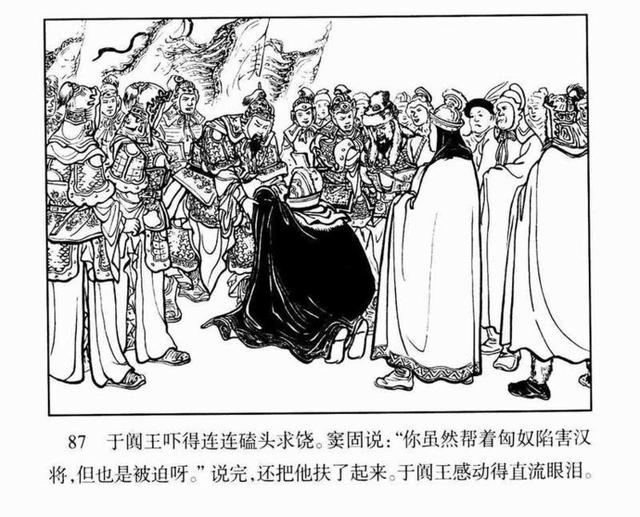 87 于阗王吓得连连磕头求饶。窦固说：“你虽然帮着匈奴陷害汉
将，但也是被迫呀。”说完，还把他扶了起来。于阗王感动得直流眼泪。